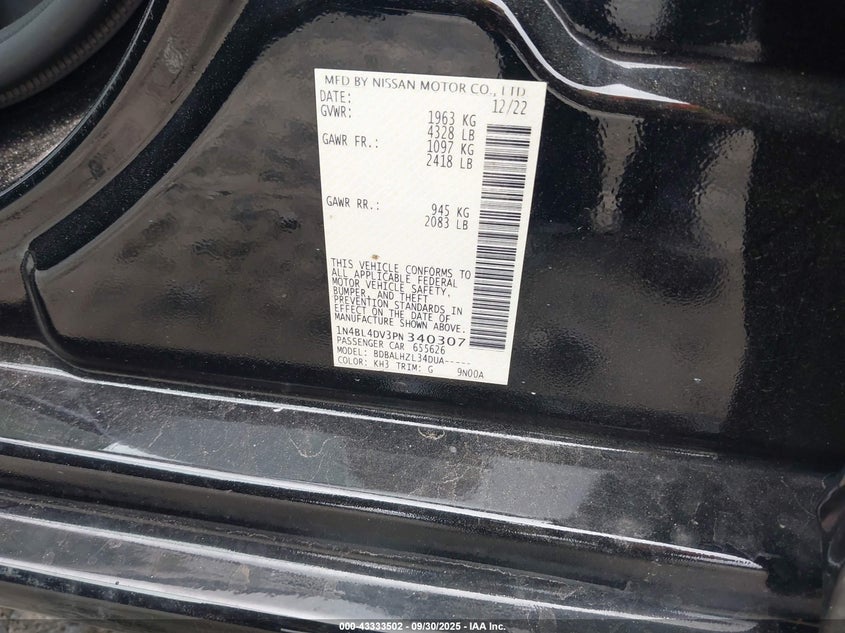 MFD BY NISSAN MOTOR CO., LTD
DATE: 12/22
GVWR: 1963 KG
4328 LB
GAWR FR.: 1097 KG
2418 LB
GAWR RR.: 945 KG
2083 LB
THIS VEHICLE CONFORMS TO
ALL APPLICABLE FEDERAL
MOTOR VEHICLE SAFETY,
BUMPER, AND THEFT
PREVENTION STANDARDS IN
EFFECT ON THE DATE OF
MANUFACTURE SHOWN ABOVE.
1N4BL4DV3PN340307
PASSENGER CAR 655626
MODEL: BDBALHZL34DUA-----
COLOR: KH3 TRIM: G 9N00A
000-43333502 - 09/30/2025 - IAA Inc.